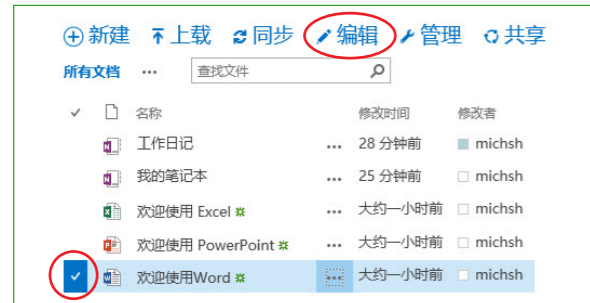 新建 上载 同步 编辑 管理 共享
所有文档 ... 查找文件
名称 修改时间 修改者
工作日记 ... 28 分钟前 michsh
我的笔记本 ... 25 分钟前 michsh
欢迎使用 Excel ... 大约一小时前 michsh
欢迎使用 PowerPoint ... 大约一小时前 michsh
欢迎使用Word ... 大约一小时前 michsh